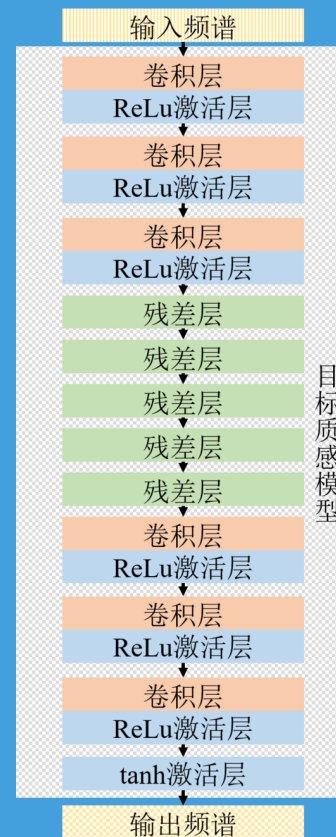 输入频谱
卷积层
ReLu激活层
卷积层
ReLu激活层
卷积层
ReLu激活层
残差层
残差层
残差层
残差层
残差层
卷积层
ReLu激活层
卷积层
ReLu激活层
卷积层
ReLu激活层
tanh激活层
输出频谱
目标质感模型